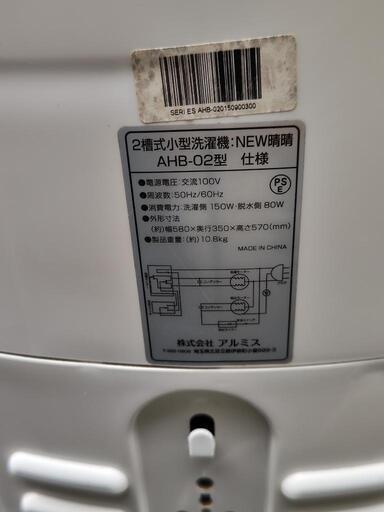 SERIES AHB-020150900300
2槽式小型洗濯機:NEW晴晴
AHB-02型 仕様
●電源電圧:交流100V
●周波数:50Hz/60Hz
●消費電力:洗濯側 150W・脱水側 80W
●外形寸法
(約)幅580×奥行350×高さ570(mm)
●製品重量:(約)10.8kg
PS
E
MADE IN CHINA
株式会社 アルミス